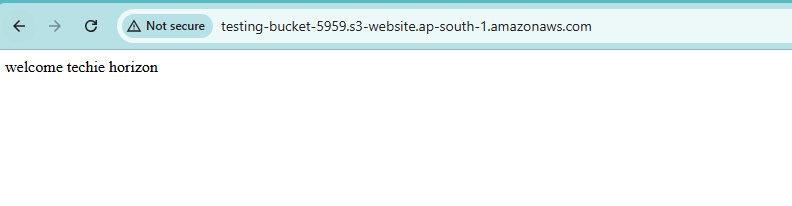 Not secure testing-bucket-5959.s3-website.ap-south-1.amazonaws.com
welcome techie horizon